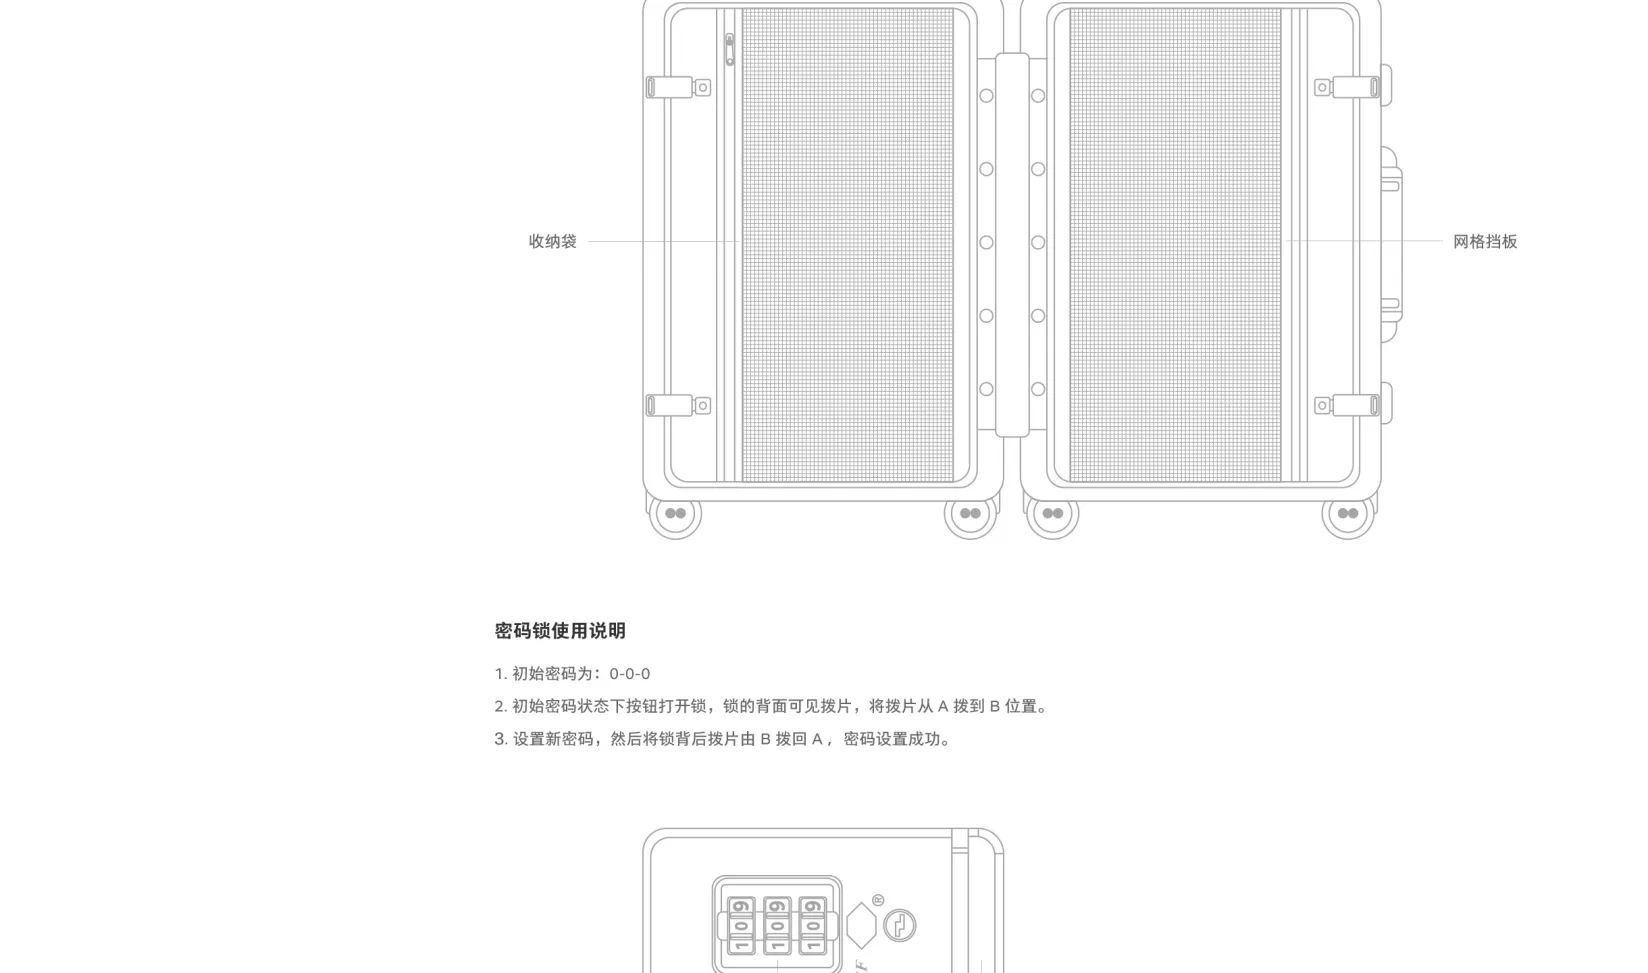 收纳袋
网格挡板
密码锁使用说明
1. 初始密码为：0-0-0
2. 初始密码状态下按钮打开锁，锁的背面可见拨片，将拨片从 A 拨到 B 位置。
3. 设置新密码，然后将锁背后拨片由 B 拨回 A ，密码设置成功。
9 9 9
0 0 0
1 1 1
®